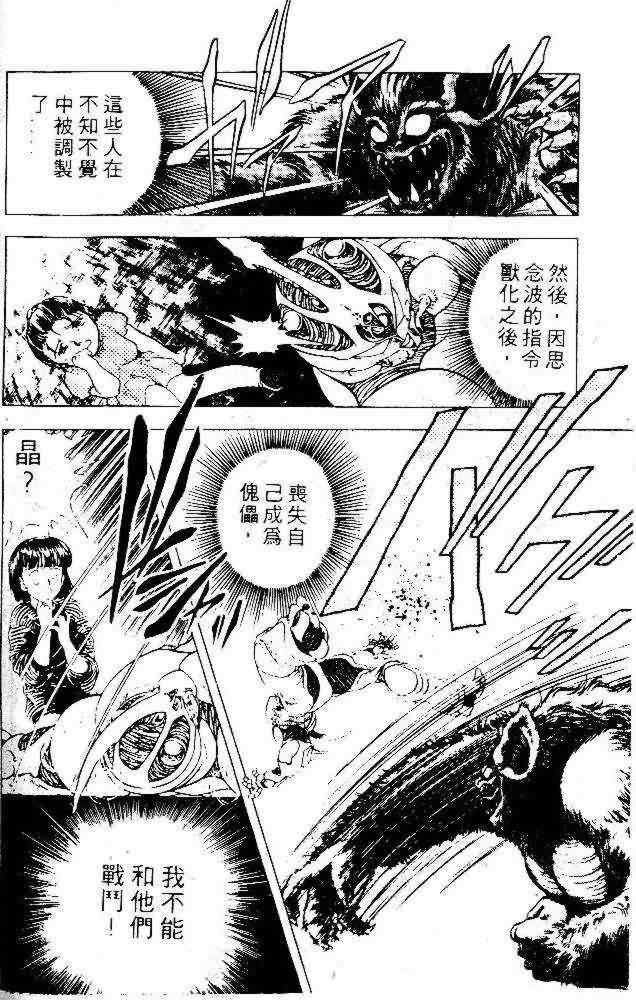 這些人在
不知不覺
中被調製
了……
然後，因思
念波的指令
獸化之後，
喪失自
己成為
傀儡，
晶？
我不能
和他們
戰鬥！